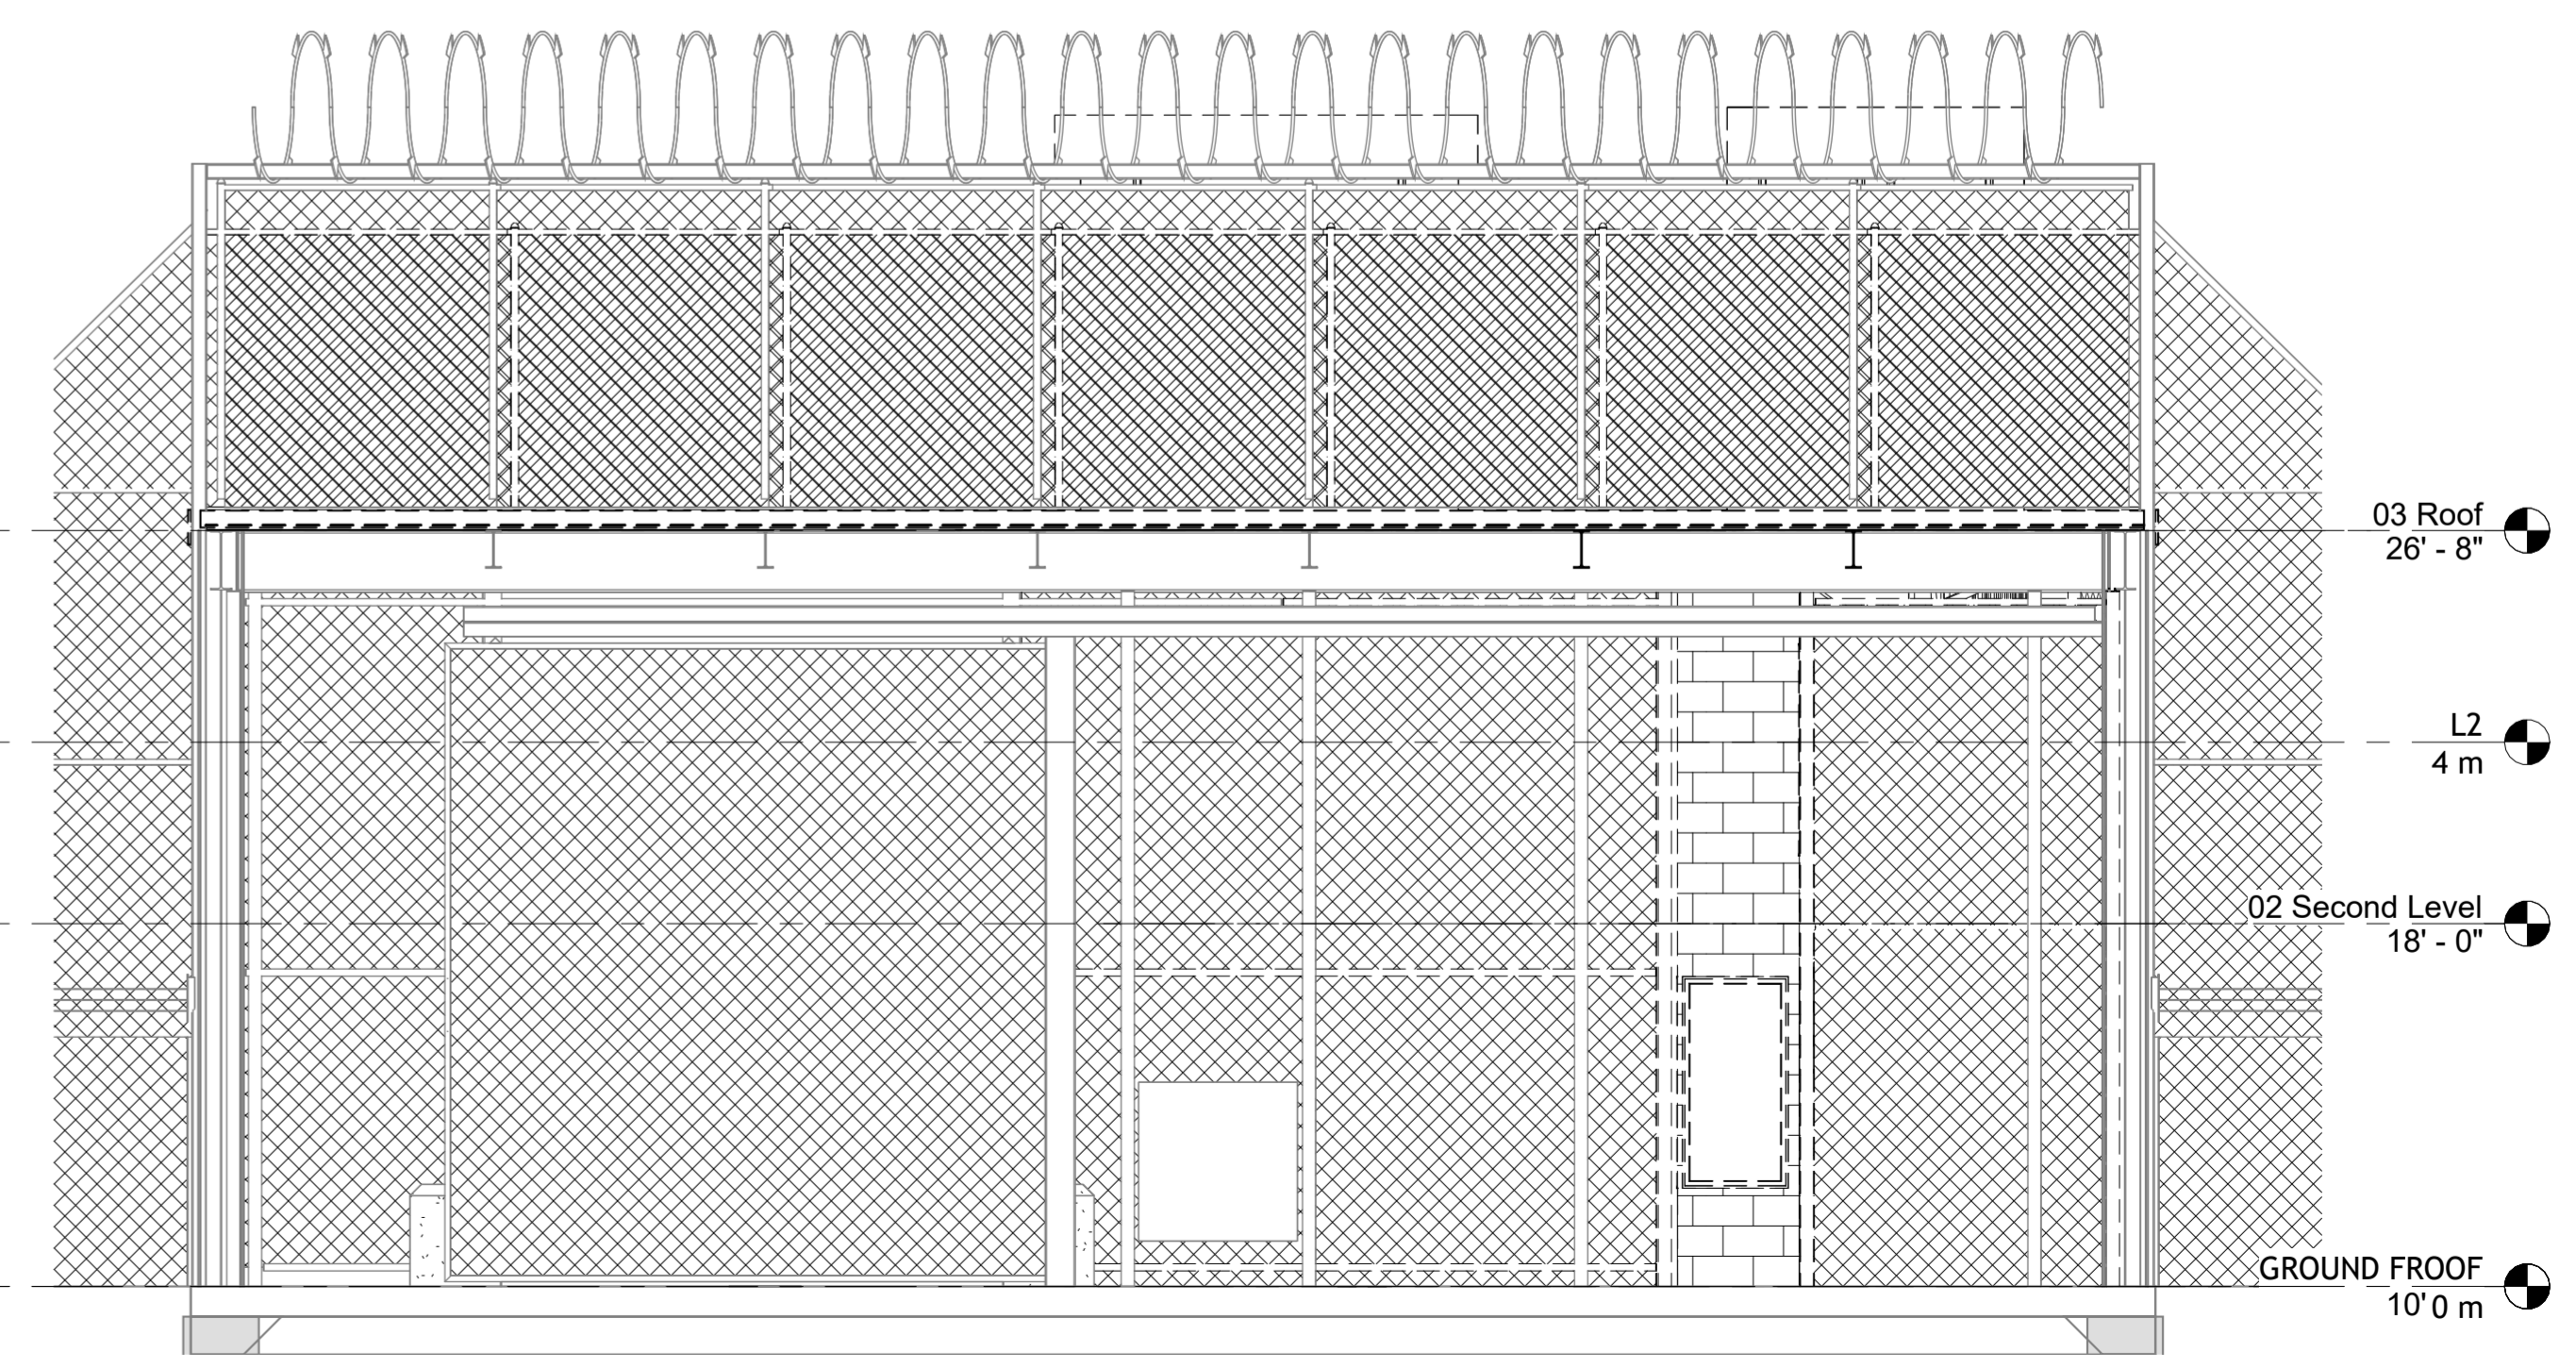 03 Roof
26' - 8"
L2
4 m
02 Second Level
18' - 0"
GROUND FROOF
10' 0 m